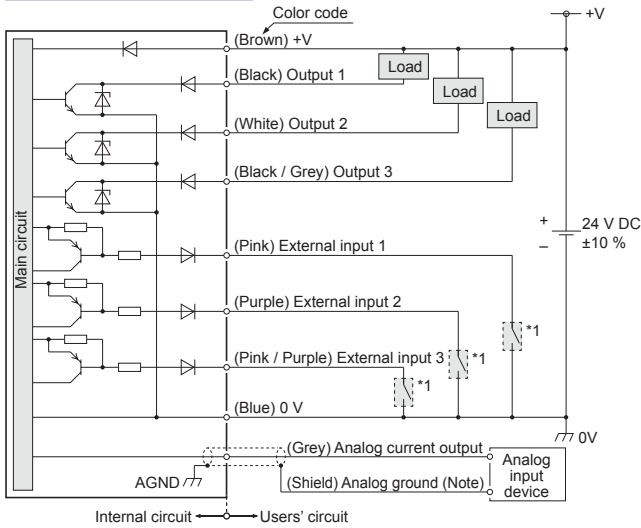 Color code
+V
(Brown) +V
(Black) Output 1
Load
(White) Output 2
Load
(Black / Grey) Output 3
Load
Main circuit
+
−
24 V DC
±10 %
(Pink) External input 1
(Purple) External input 2
*1
(Pink / Purple) External input 3
*1
*1
(Blue) 0 V
0V
(Grey) Analog current output
AGND
(Shield) Analog ground (Note)
Analog
input
device
Internal circuit
Users' circuit